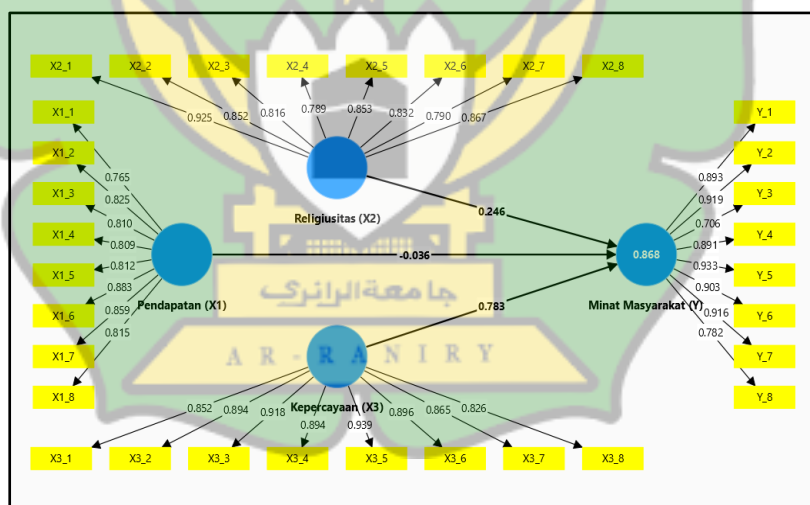 X2_1 X2_2 X2_3 X2_4 X2_5 X2_6 X2_7 X2_8
0.925 0.852 0.816 0.789 0.853 0.832 0.790 0.867
X1_1
X1_2
X1_3
X1_4
X1_5
X1_6
X1_7
X1_8
0.765
0.825
0.810
0.809
0.812
0.883
0.859
0.815
Religiusitas (X2)
0.246
Pendapatan (X1)
-0.036
0.783
Kepercayaan (X3)
0.868
Minat Masyarakat (Y)
Y_1
Y_2
Y_3
Y_4
Y_5
Y_6
Y_7
Y_8
0.893
0.919
0.706
0.891
0.933
0.903
0.916
0.782
جامعة الرانري
AR-RANIRY
0.852 0.894 0.918 0.894 0.939 0.896 0.865 0.826
X3_1 X3_2 X3_3 X3_4 X3_5 X3_6 X3_7 X3_8